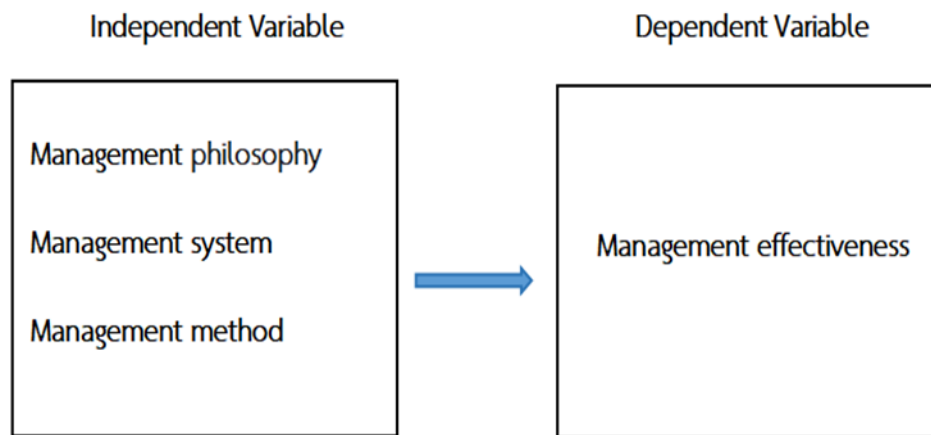 Independent Variable
Dependent Variable
Management philosophy
Management system
Management method
Management effectiveness